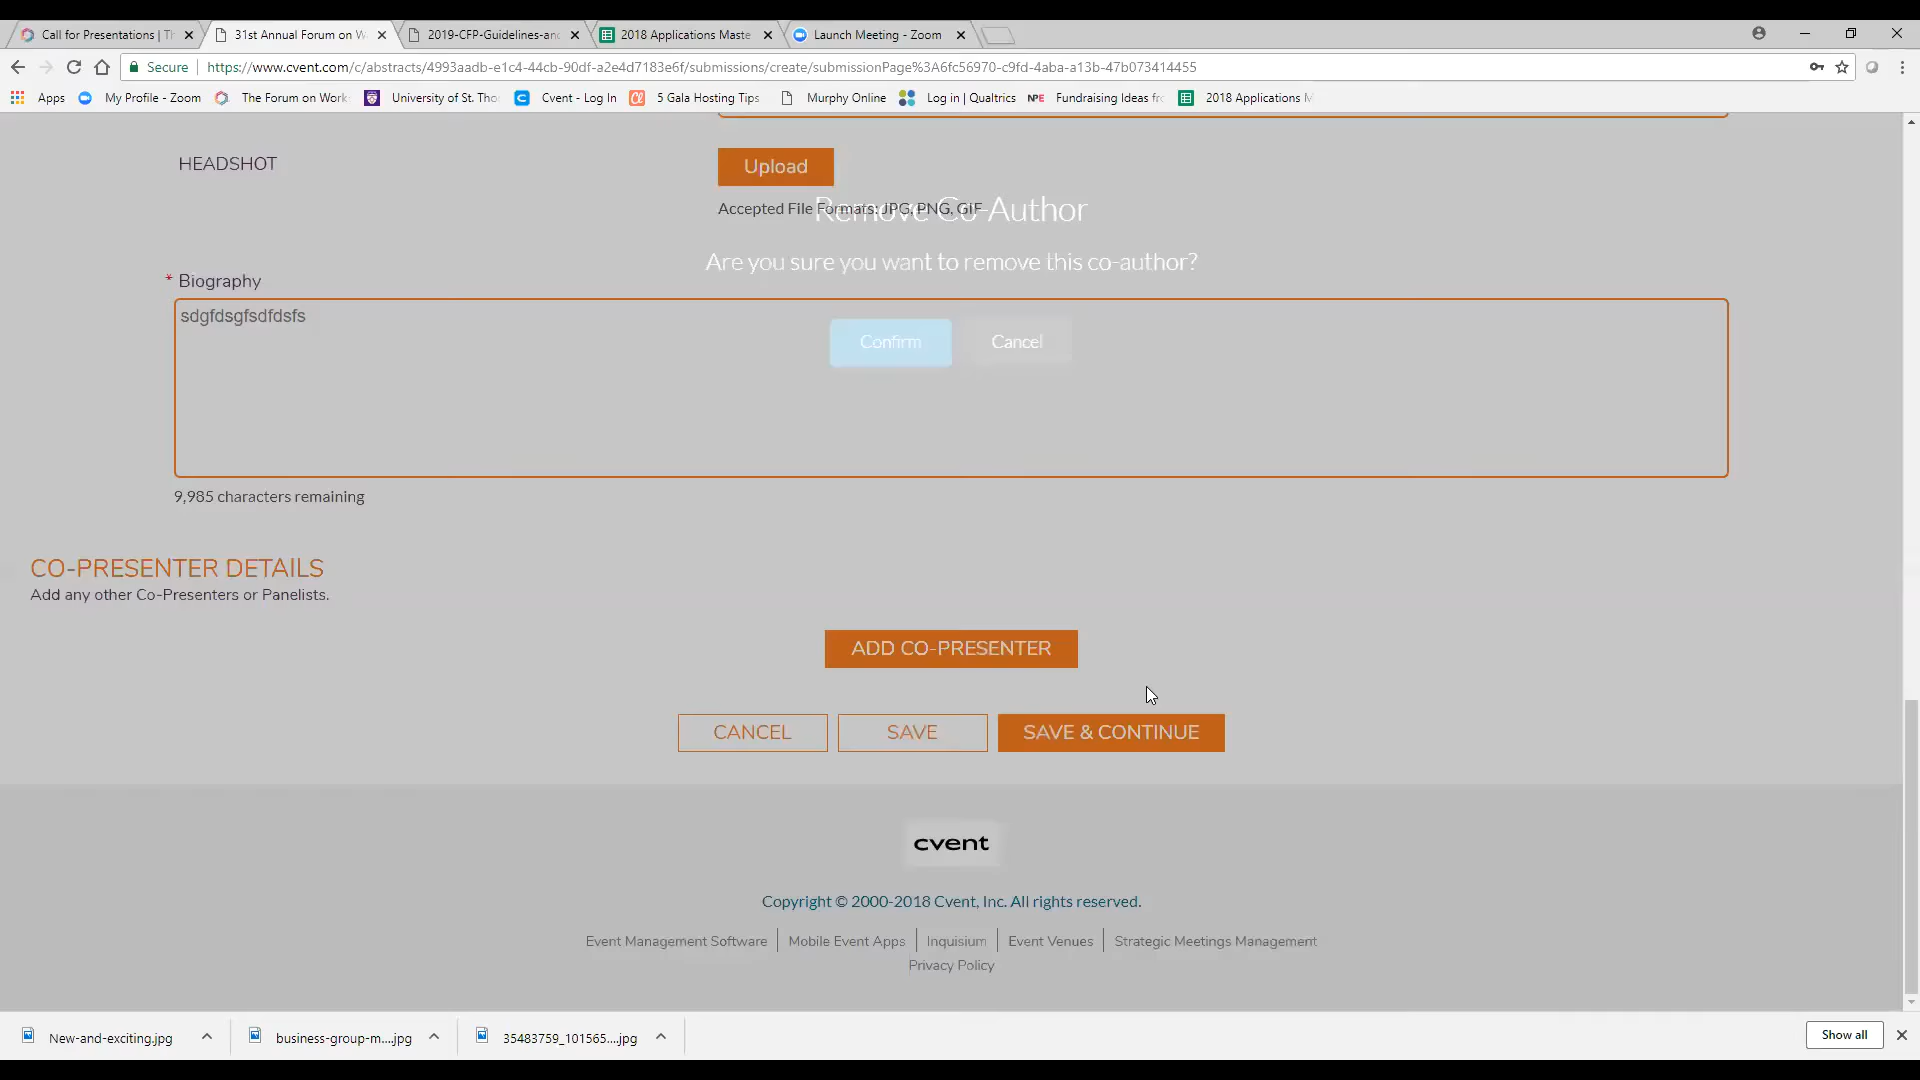 Call for Presentations | Th
31st Annual Forum on W
2019-CFP-Guidelines-and
2018 Applications Maste
Launch Meeting - Zoom
Secure
https://www.cvent.com/c/abstracts/4993aadb-e1c4-44cb-90df-a2e4d7183e6f/submissions/create/submissionPage%3A6fc56970-c9fd-4aba-a13b-47b073414455
Apps
My Profile - Zoom
The Forum on Work
University of St. Tho
Cvent - Log In
5 Gala Hosting Tips
Murphy Online
Log in | Qualtrics
NPE
Fundraising Ideas fro
2018 Applications M
HEADSHOT
Upload
Accepted File Formats: JPG, PNG, GIF
Remove Co-Author
Are you sure you want to remove this co-author?
* Biography
sdgfdsgfsdfdsfs
Confirm
Cancel
9,985 characters remaining
CO-PRESENTER DETAILS
Add any other Co-Presenters or Panelists.
ADD CO-PRESENTER
CANCEL
SAVE
SAVE & CONTINUE
cvent
Copyright © 2000-2018 Cvent, Inc. All rights reserved.
Event Management Software
Mobile Event Apps
Inquisium
Event Venues
Strategic Meetings Management
Privacy Policy
New-and-exciting.jpg
business-group-m....jpg
35483759_101565....jpg
Show all